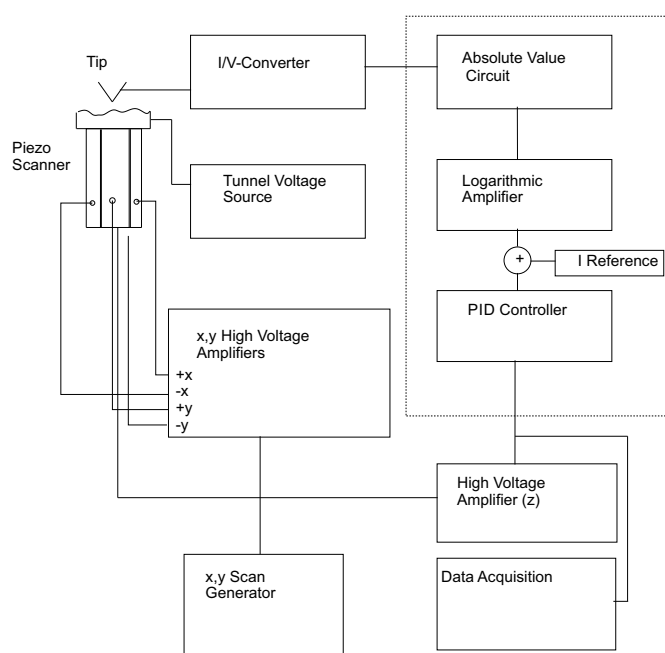 Tip
I/V-Converter
Absolute Value
Circuit
Piezo
Scanner
Tunnel Voltage
Source
Logarithmic
Amplifier
+
I Reference
PID Controller
x,y High Voltage
Amplifiers
+x
-x
+y
-y
High Voltage
Amplifier (z)
x,y Scan
Generator
Data Acquisition